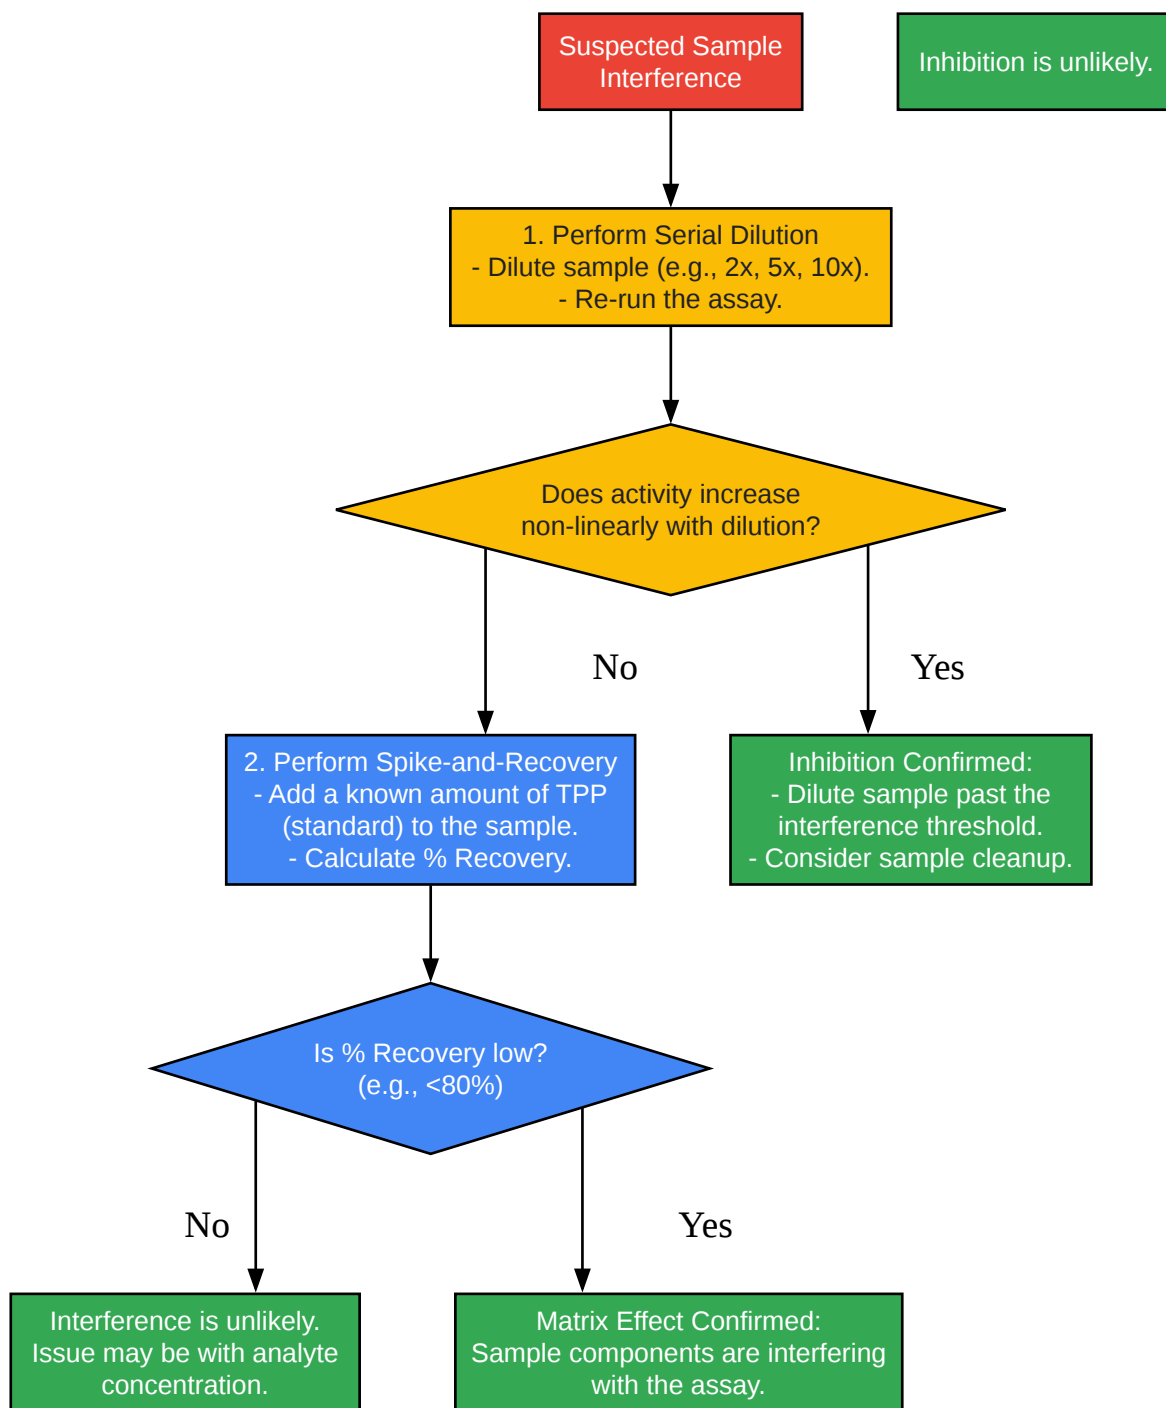 Suspected Sample
Interference
Inhibition is unlikely.
1. Perform Serial Dilution
- Dilute sample (e.g., 2x, 5x, 10x).
- Re-run the assay.
Does activity increase
non-linearly with dilution?
No
Yes
2. Perform Spike-and-Recovery
- Add a known amount of TPP
(standard) to the sample.
- Calculate % Recovery.
Inhibition Confirmed:
- Dilute sample past the
interference threshold.
- Consider sample cleanup.
Is % Recovery low?
(e.g., <80%)
No
Yes
Interference is unlikely.
Issue may be with analyte
concentration.
Matrix Effect Confirmed:
Sample components are interfering
with the assay.